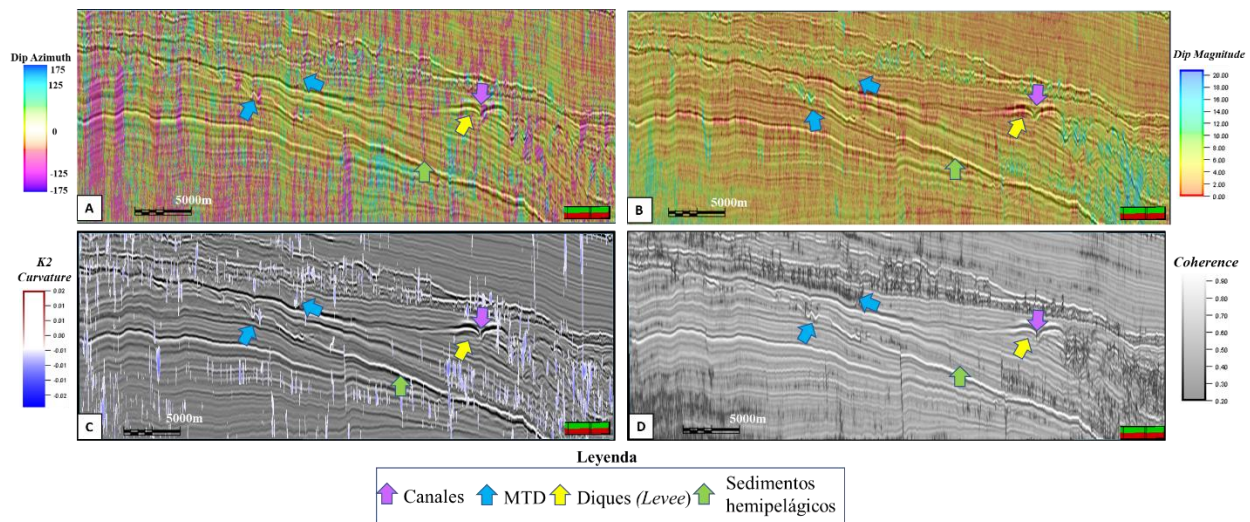 Dip Azimuth
175
125
0
-125
-175
A
5000m
Dip Magnitude
20.00
18.00
16.00
14.00
12.00
10.00
8.00
6.00
4.00
2.00
0.00
B
5000m
K2
Curvature
0.02
0.01
0.01
0.00
-0.01
-0.01
-0.02
C
5000m
Coherence
0.90
0.80
0.70
0.60
0.50
0.40
0.30
0.20
D
5000m
Leyenda
Canales
MTD
Diques (Levee)
Sedimentos
hemipelágicos